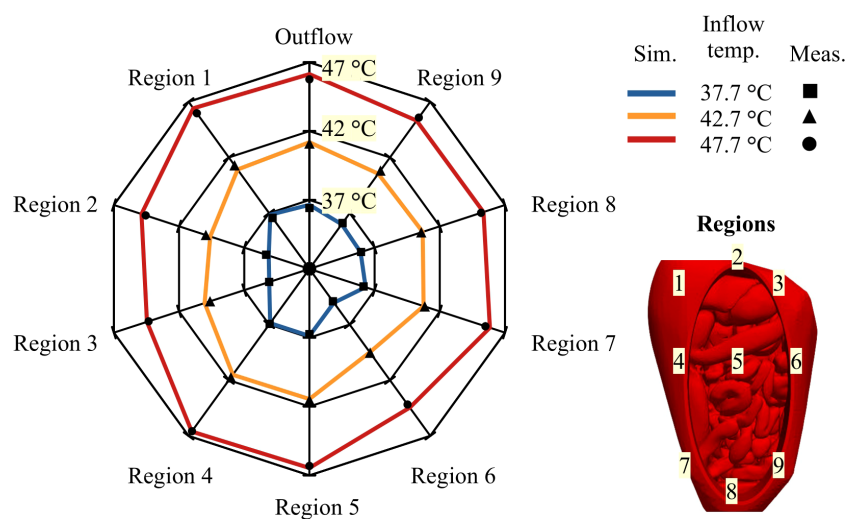 Outflow
Region 1
Region 9
47 °C
42 °C
37 °C
Region 2
Region 8
Region 3
Region 7
Region 4
Region 6
Region 5
Inflow
Sim. temp. Meas.
37.7 °C
42.7 °C
47.7 °C
Regions
2
1 3
4 5 6
7 9
8